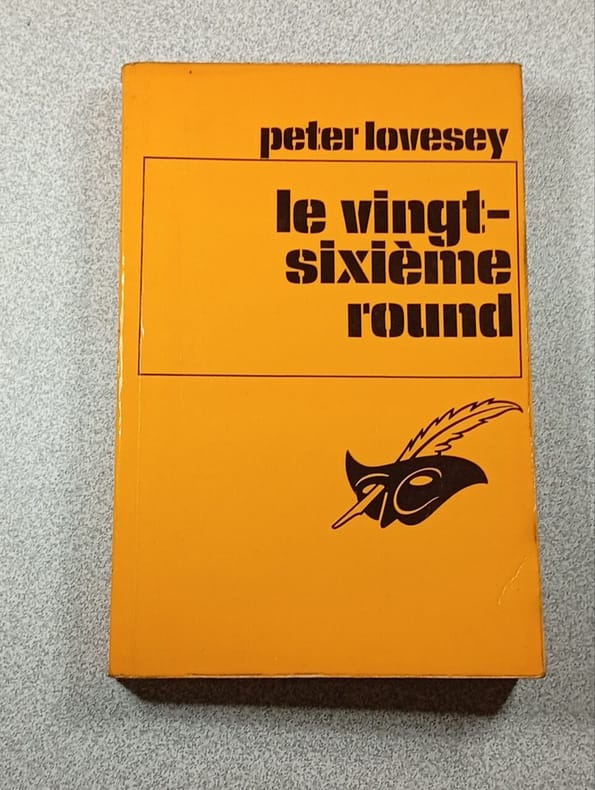 peter lovesey
le vingt-
sixième
round